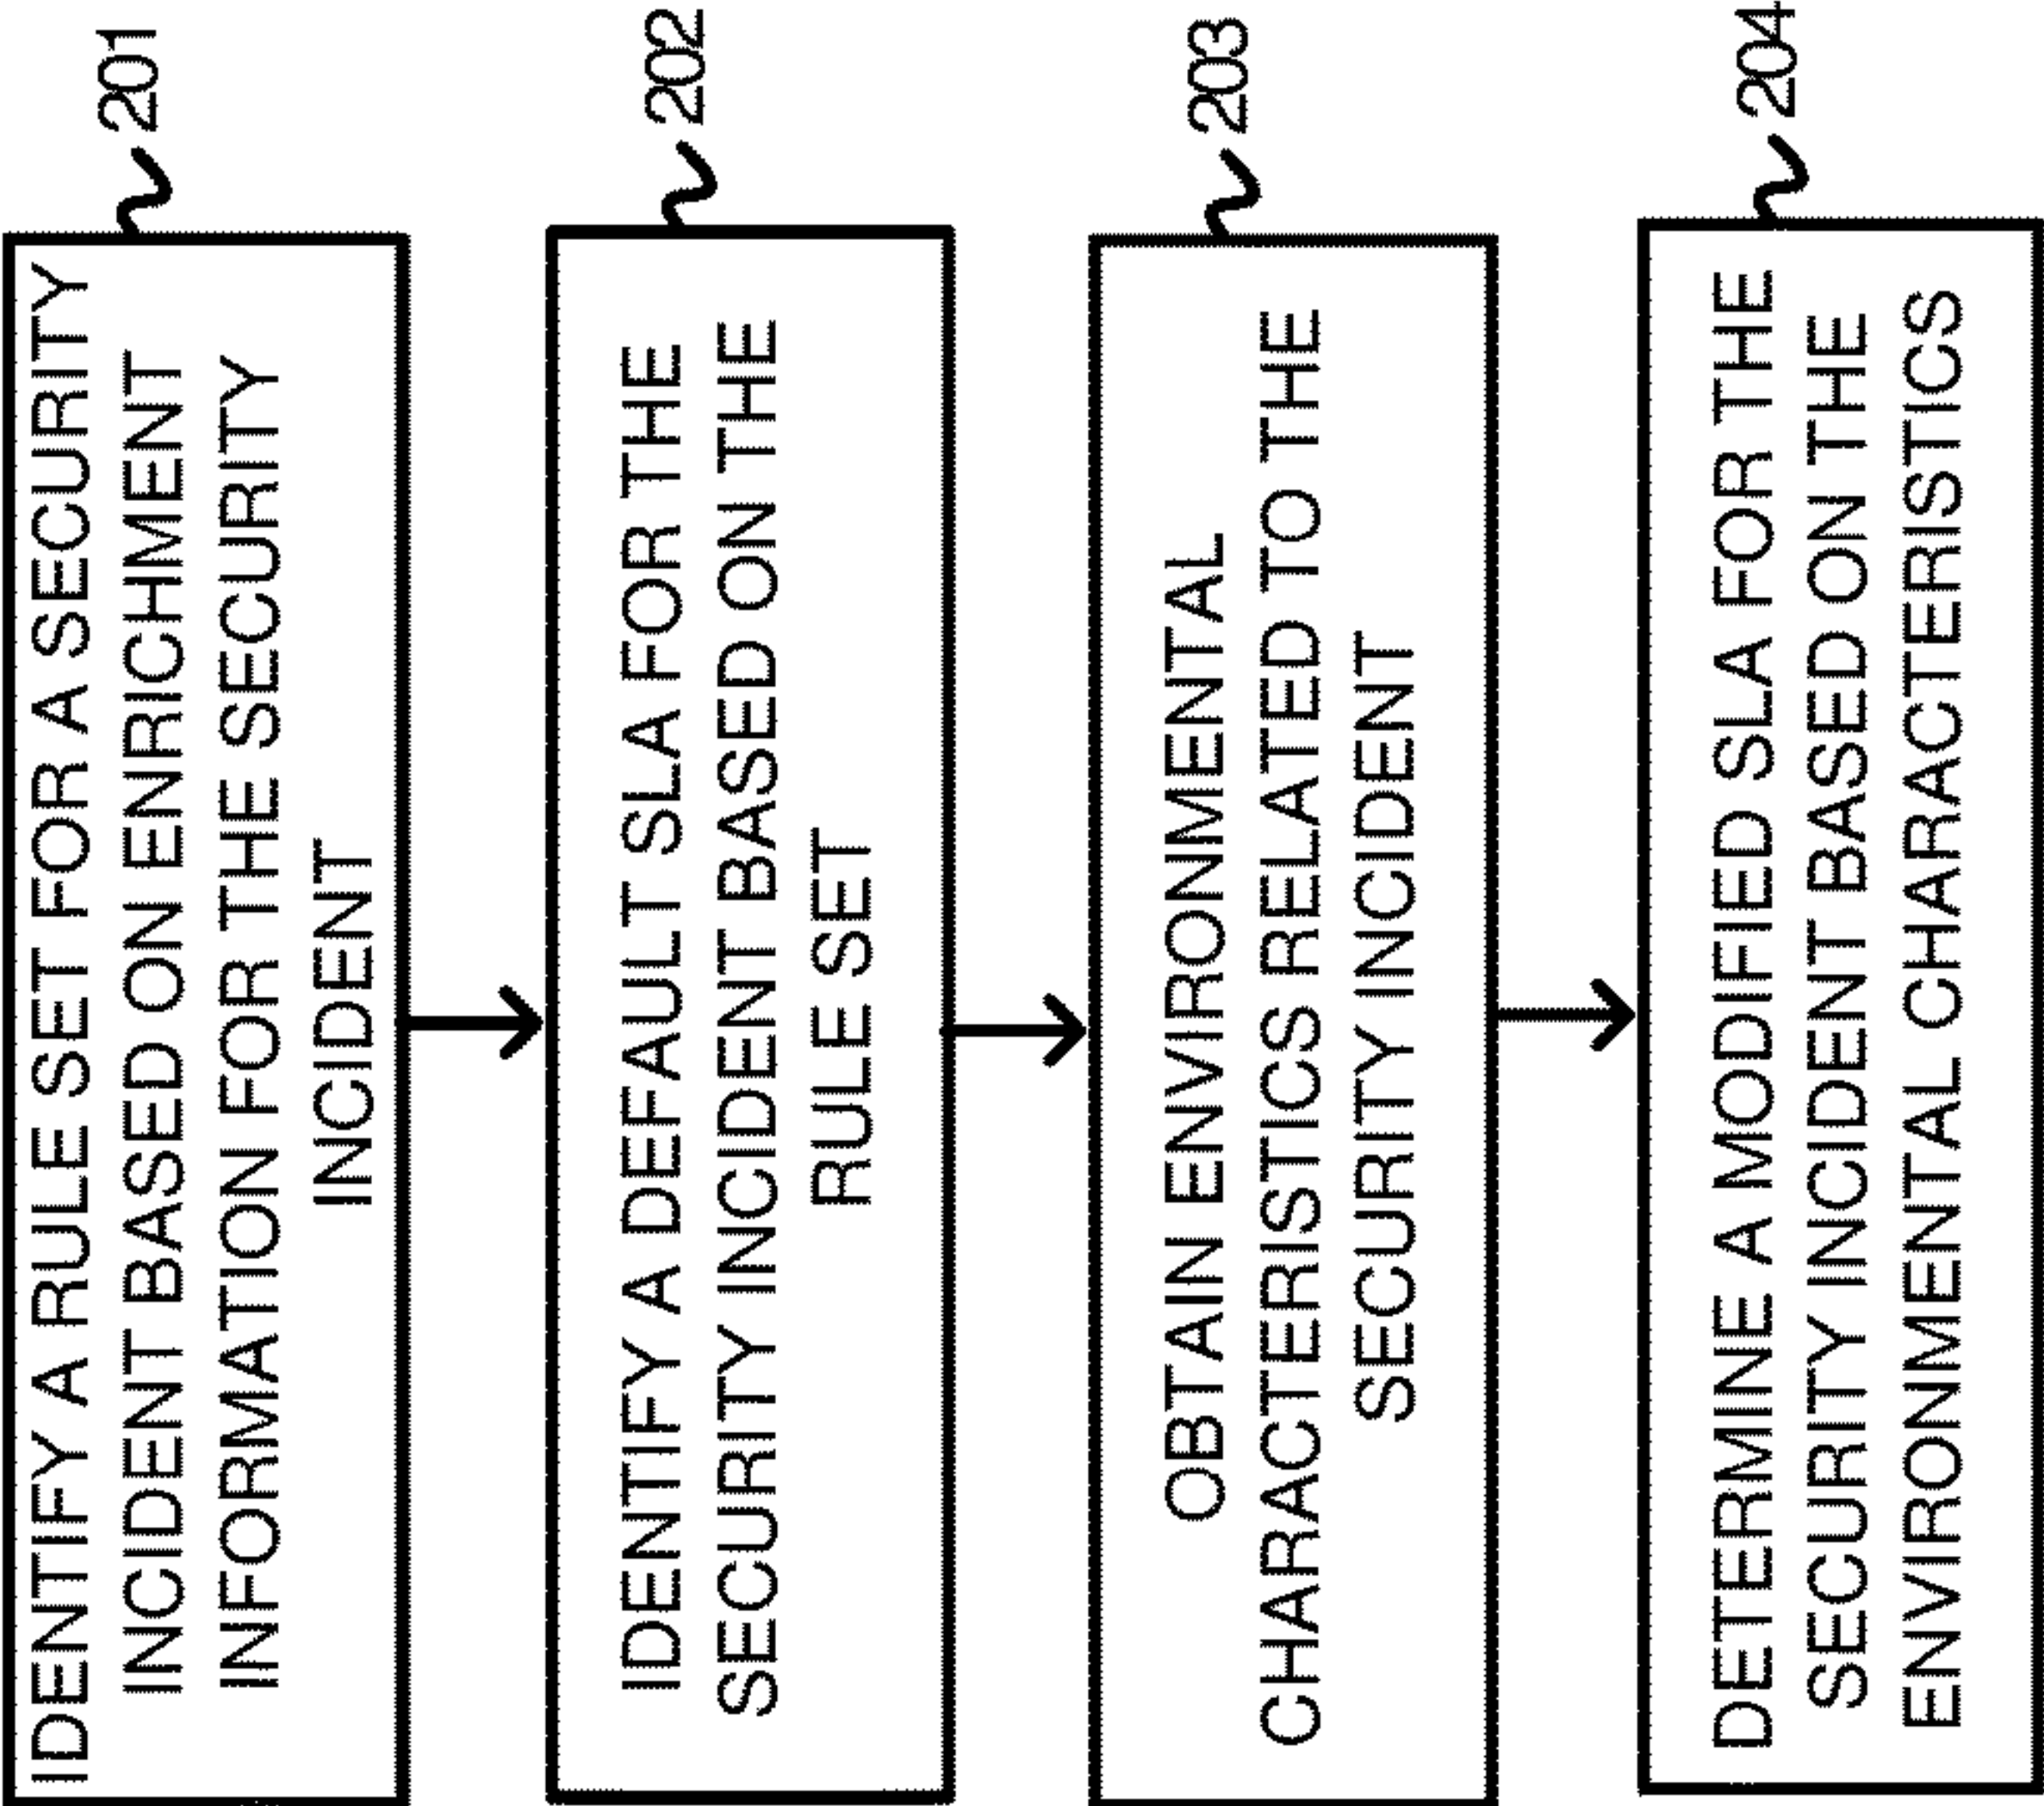 IDENTIFY A RULE SET FOR A SECURITY
INCIDENT BASED ON ENRICHMENT
INFORMATION FOR THE SECURITY
INCIDENT
201
IDENTIFY A DEFAULT SLA FOR THE
SECURITY INCIDENT BASED ON THE
RULE SET
202
OBTAIN ENVIRONMENTAL
CHARACTERISTICS RELATED TO THE
SECURITY INCIDENT
203
DETERMINE A MODIFIED SLA FOR THE
SECURITY INCIDENT BASED ON THE
ENVIRONMENTAL CHARACTERISTICS
204